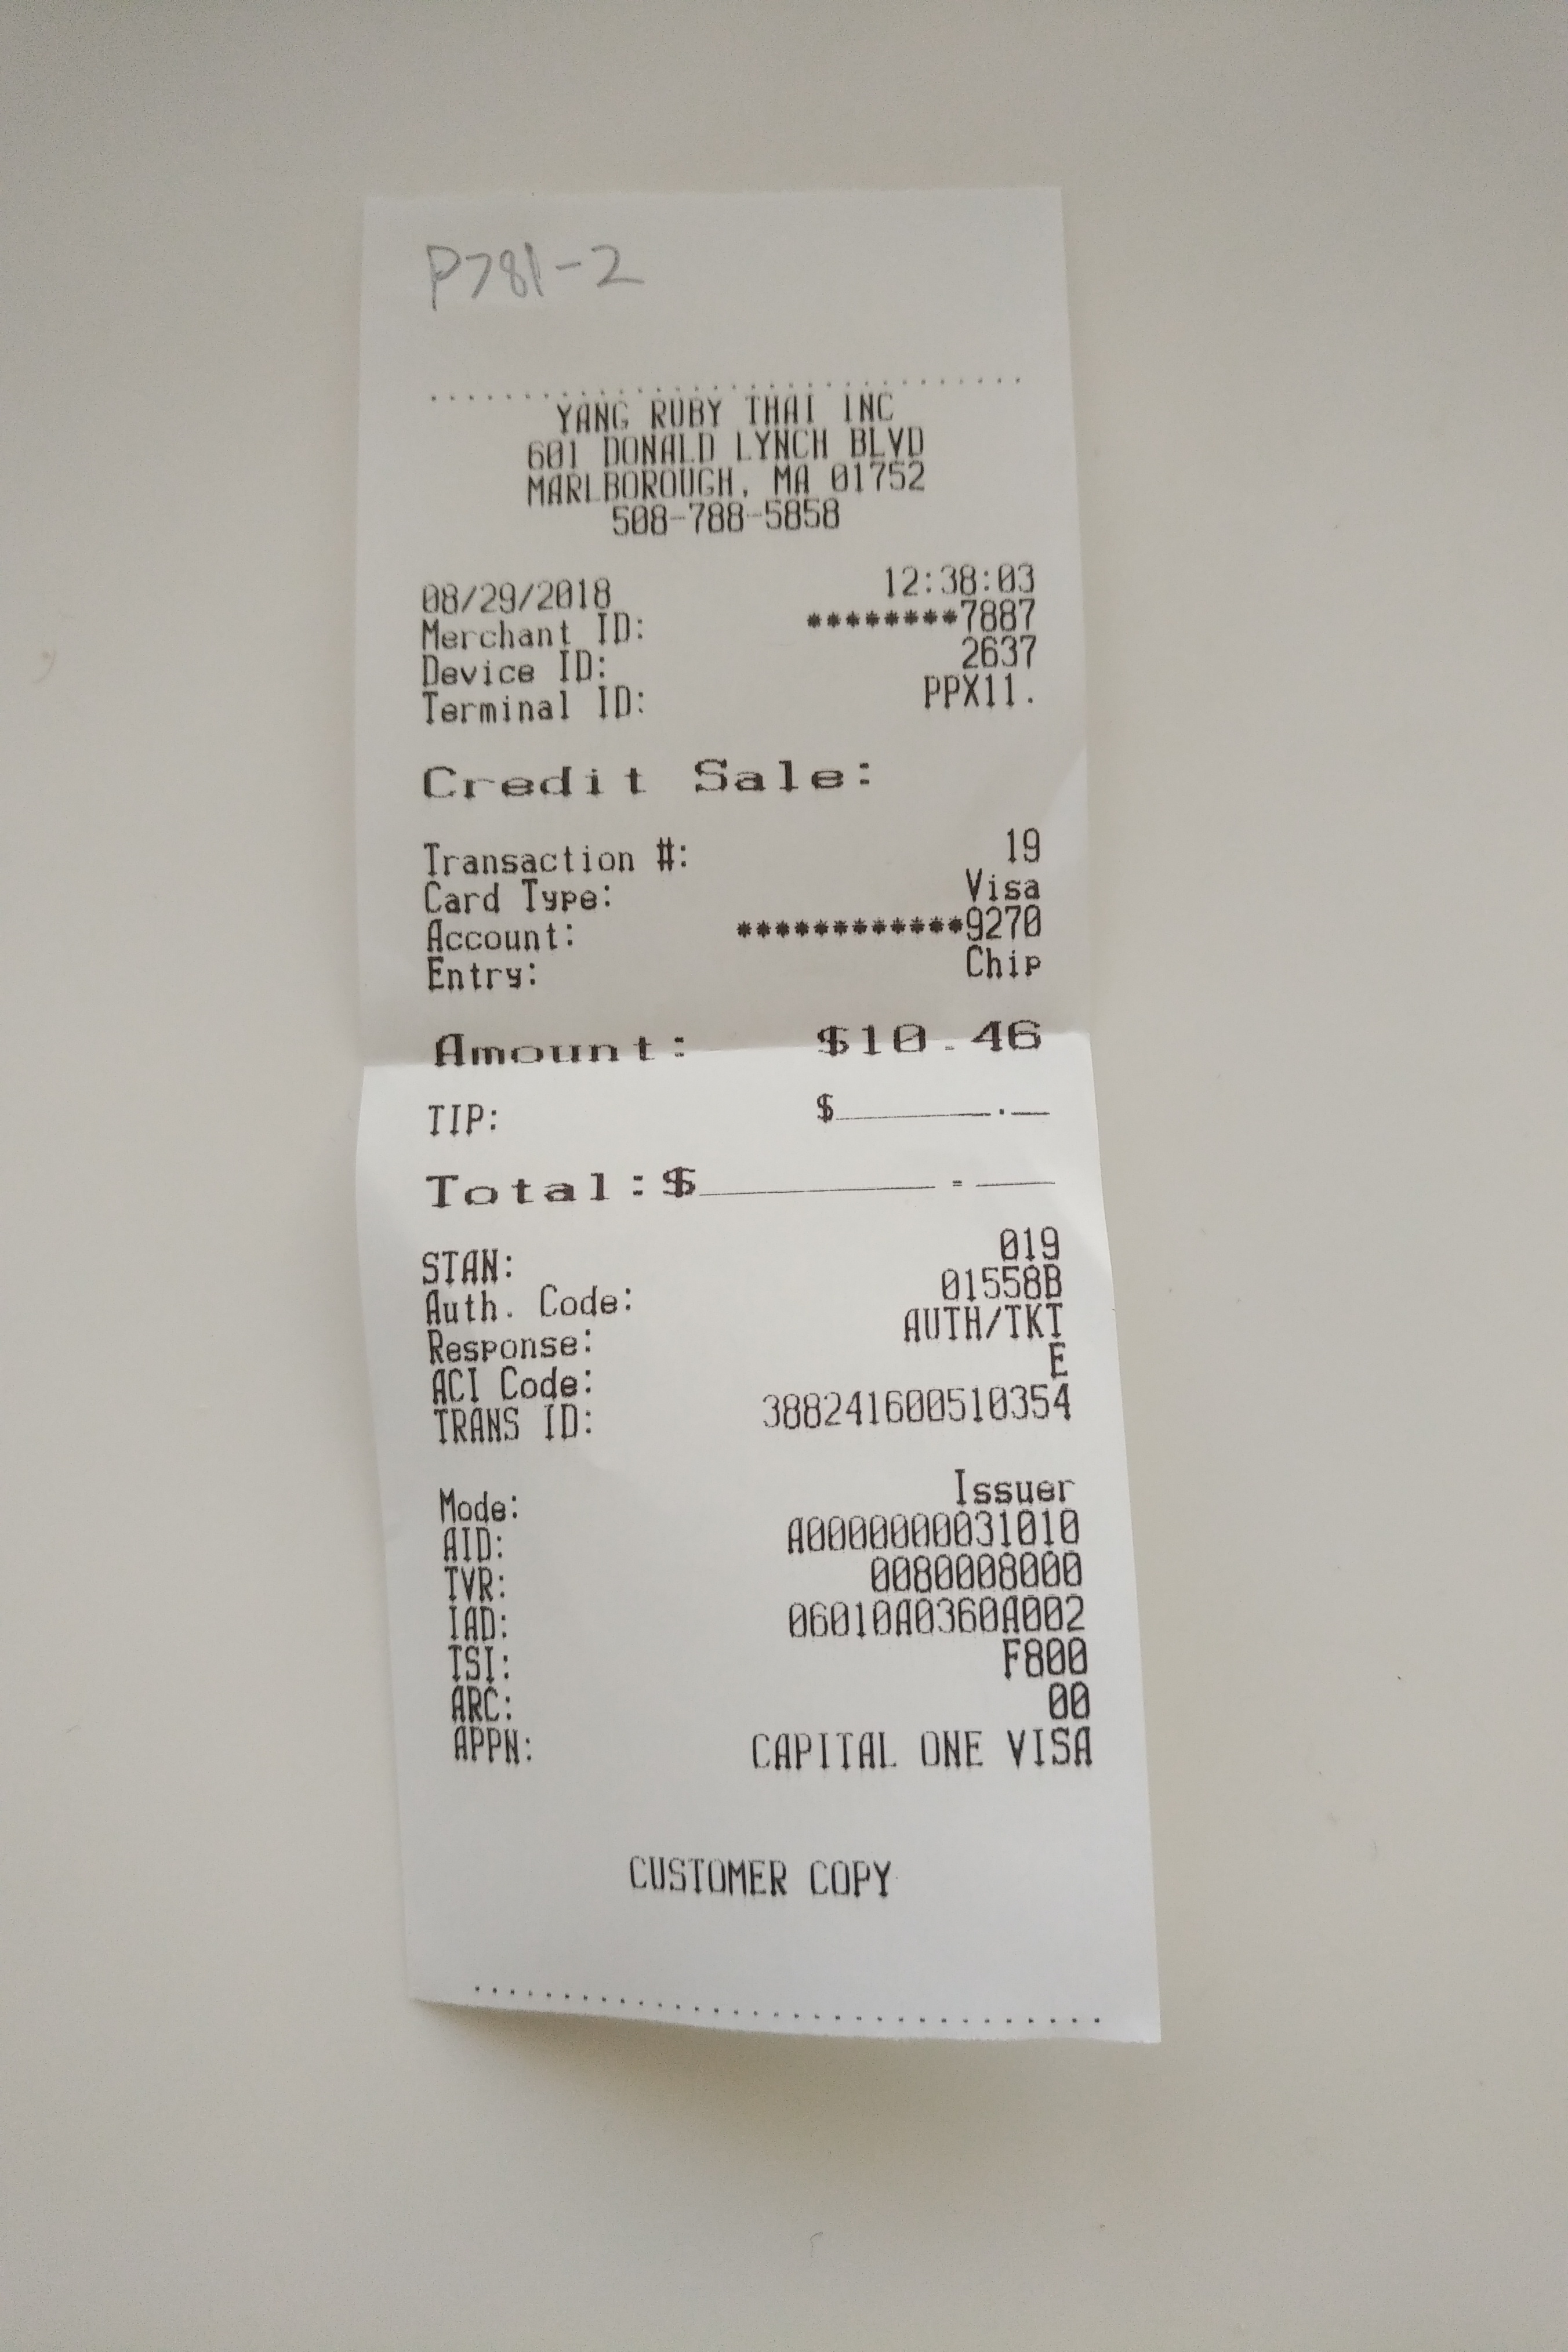 P781-2
YANG RUBY THAI INC
601 DONALD LYNCH BLVD
MARLBOROUGH, MA 01752
508-788-5858
08/29/2018 12:38:03
Merchant ID: ********7887
Device ID: 2637
Terminal ID: PPX11.
Credit Sale:
Transaction #: 19
Card Type: Visa
Account: ************9270
Entry: Chip
Amount: $10.46
TIP: $________.__
Total:$________.__
STAN: 019
Auth. Code: 01558B
Response: AUTH/TKT
ACI Code: E
TRANS ID: 388241600510354
Mode: Issuer
AID: A0000000031010
TVR: 0080008000
IAD: 06010A0360A002
TSI: F800
ARC: 00
APPN: CAPITAL ONE VISA
CUSTOMER COPY